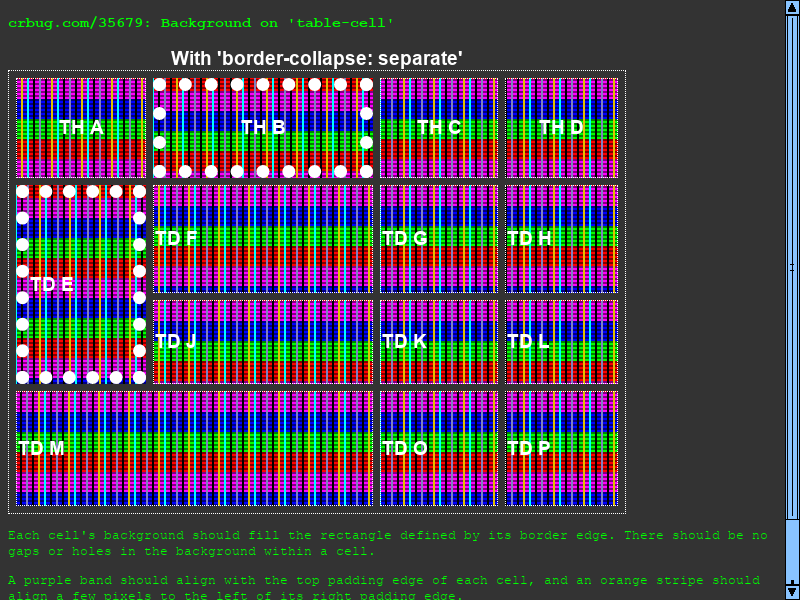 crbug.com/35679: Background on 'table-cell'
With 'border-collapse: separate'
TH A
TH B
TH C
TH D
TD E
TD F
TD G
TD H
TD J
TD K
TD L
TD M
TD O
TD P
Each cell's background should fill the rectangle defined by its border edge. There should be no
gaps or holes in the background within a cell.
A purple band should align with the top padding edge of each cell, and an orange stripe should
align a few pixels to the left of its right padding edge.